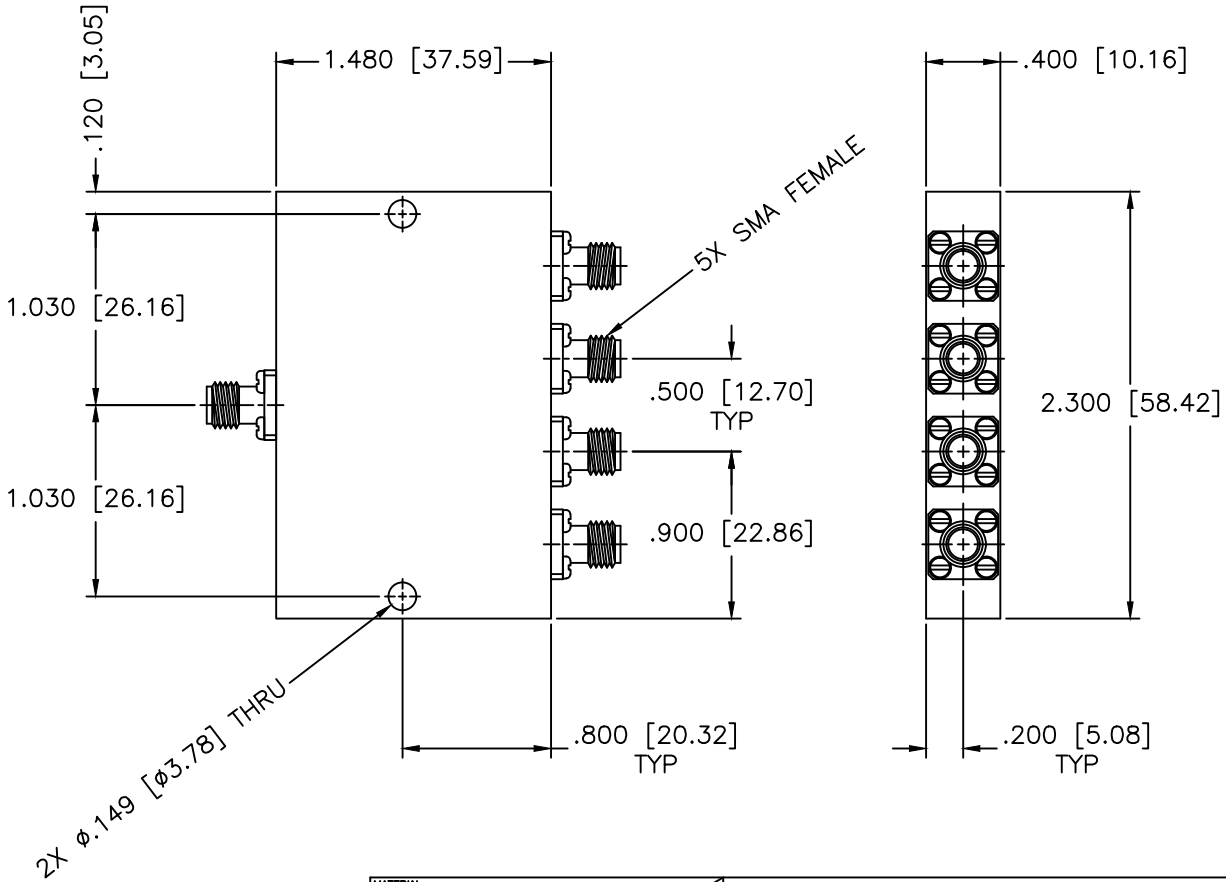 .120 [3.05]
1.480 [37.59]
.400 [10.16]
5X SMA FEMALE
1.030 [26.16]
.500 [12.70]
TYP
2.300 [58.42]
1.030 [26.16]
.900 [22.86]
2X ø.149 [ø3.78] THRU
.800 [20.32]
TYP
.200 [5.08]
TYP